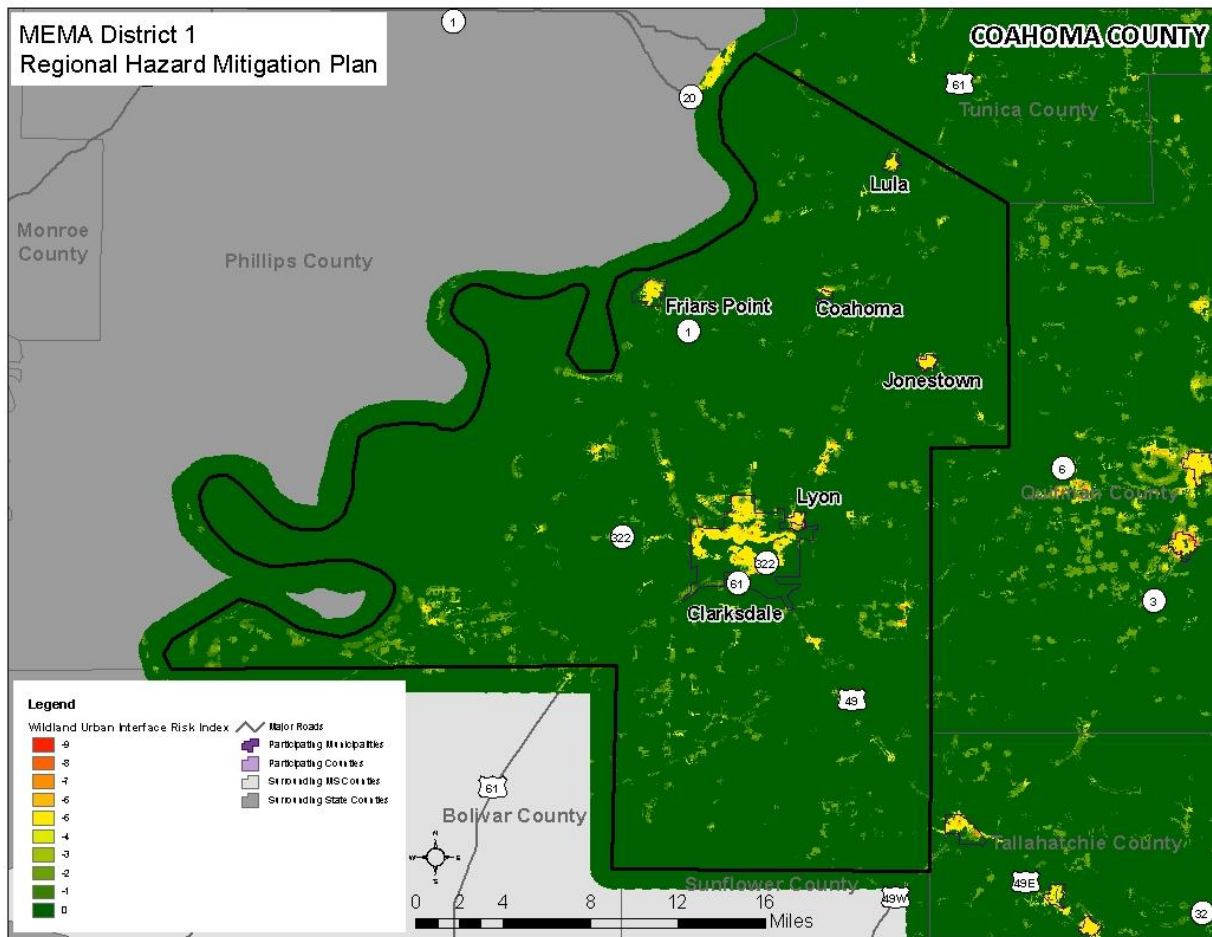 MEMA District 1
Regional Hazard Mitigation Plan
COAHOMA COUNTY
1
20
61
Tunica County
Lula
Monroe
County
Phillips County
Friars Point
Coahoma
1
Jonestown
6
Quitman County
Lyon
322
322
61
Clarksdale
3
49
61
Bolivar County
Tallahatchie County
Sunflower County
49W
49E
32
Legend
Wildland Urban Interface Risk Index
-9
-8
-7
-6
-5
-4
-3
-2
-1
0
Major Roads
Participating Municipalities
Participating Counties
Surrounding MS Counties
Surrounding State Counties
N
W
E
S
0 2 4 8 12 16
Miles